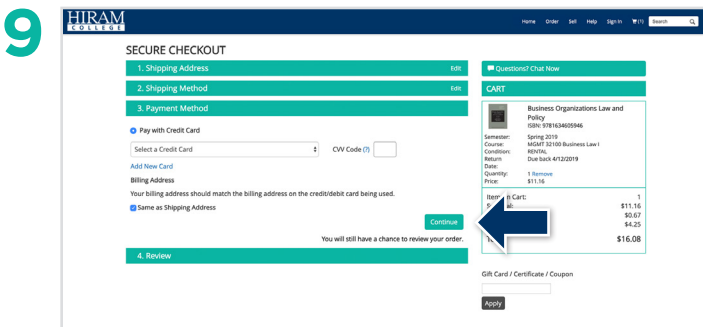 9
HIRAM
COLLEGE
Home Order Sell Help Sign In (1) Search
SECURE CHECKOUT
1. Shipping Address Edit
2. Shipping Method Edit
3. Payment Method
Pay with Credit Card
Select a Credit Card CVV Code (?)
Add New Card
Billing Address
Your billing address should match the billing address on the credit/debit card being used.
Same as Shipping Address
Continue
You will still have a chance to review your order.
4. Review
Questions? Chat Now
CART
Business Organizations Law and
Policy
ISBN: 9781634605946
Semester: Spring 2019
Course: MGMT 32100 Business Law I
Condition: RENTAL
Return Due back 4/12/2019
Date:
Quantity: 1 Remove
Price: $11.16
Cart: 1
$11.16
$0.67
$4.25
$16.08
Gift Card / Certificate / Coupon
Apply